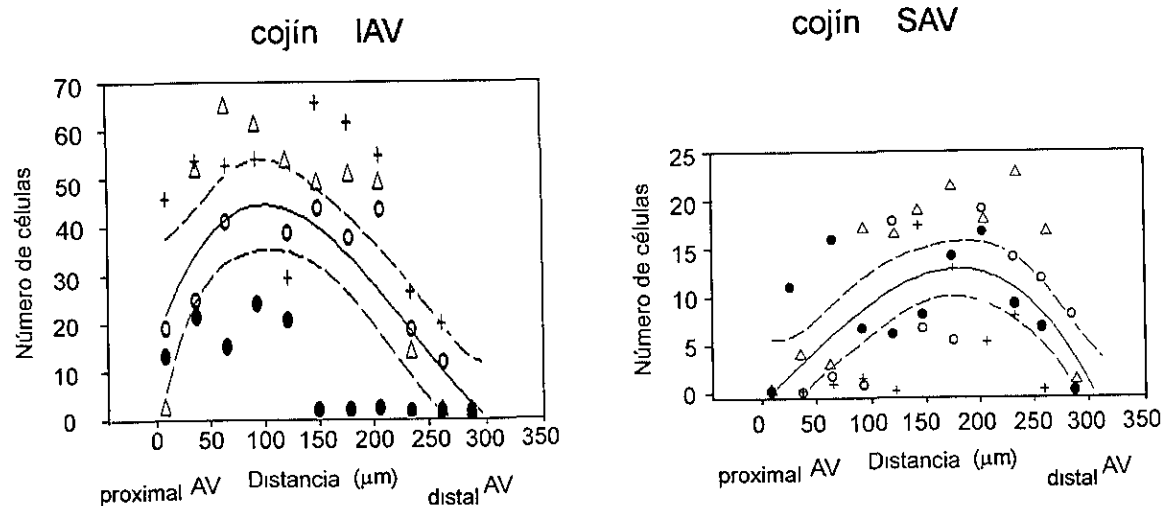 cojín IAV
70
60
50
40
30
20
10
0
Número de células
0 50 100 150 200 250 300 350
proximal AV Distancia (µm) distal AV
cojín SAV
25
20
15
10
5
0
Número de células
0 50 100 150 200 250 300 350
proximal AV Distancia (µm) distal AV